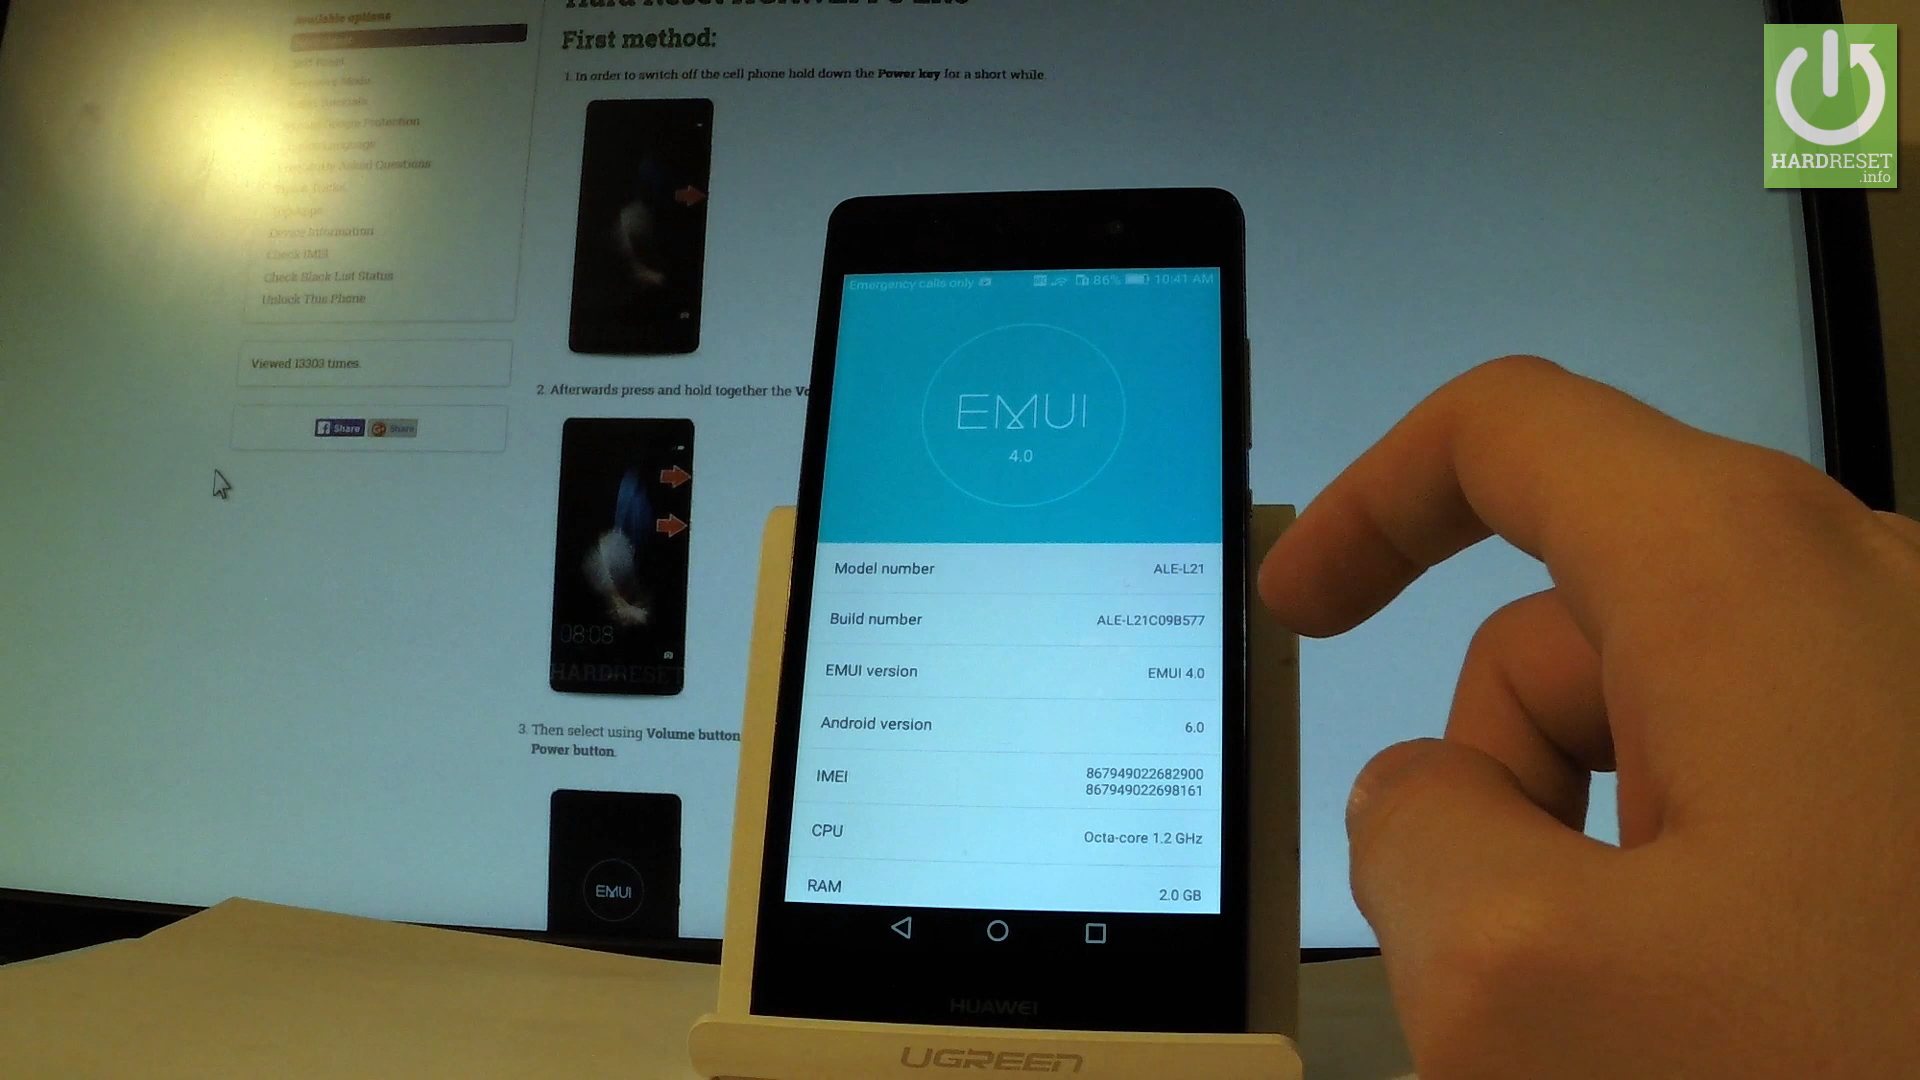 Available options
First method:
1. In order to switch off the cell phone hold down the Power key for a short while.
Device Information
Check IMEI
Check Black List Status
Unlock This Phone
Viewed 13303 times.
Share
Share
2. Afterwards press and hold together the
08:08
HARDRESET
3. Then select using Volume button
Power button.
EMUI
HARDRESET
.info
Emergency calls only
86%
10:41 AM
EMUI
4.0
Model number ALE-L21
Build number ALE-L21C09B577
EMUI version EMUI 4.0
Android version 6.0
IMEI 867949022682900
867949022698161
CPU Octa-core 1.2 GHz
RAM 2.0 GB
HUAWEI
UGREEN